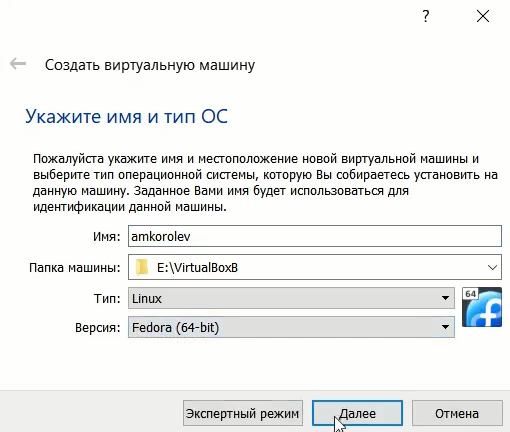 ?
Создать виртуальную машину
Укажите имя и тип ОС
Пожалуйста укажите имя и местоположение новой виртуальной машины и
выберите тип операционной системы, которую Вы собираетесь установить на
данную машину. Заданное Вами имя будет использоваться для
идентификации данной машины.
Имя: amkorolev
Папка машины: E:\VirtualBoxB
Тип: Linux
64
Версия: Fedora (64-bit)
Экспертный режим Далее Отмена